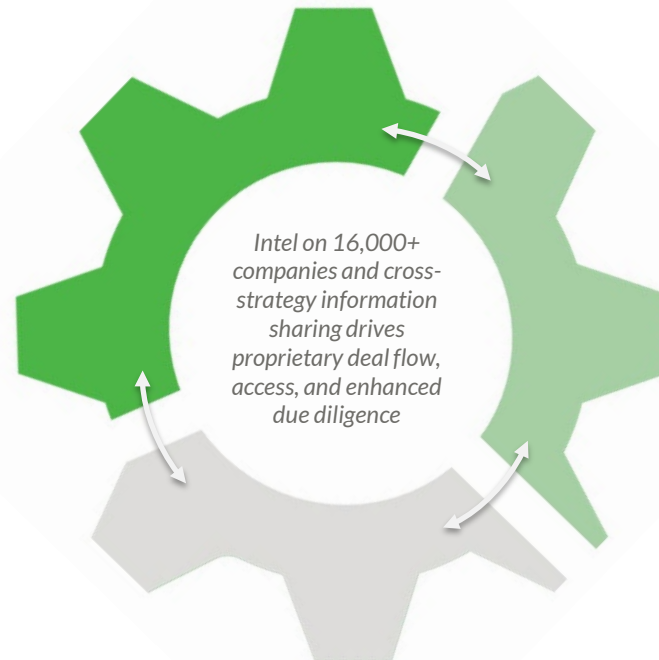 Intel on 16,000+
companies and cross-
strategy information
sharing drives
proprietary deal flow,
access, and enhanced
due diligence